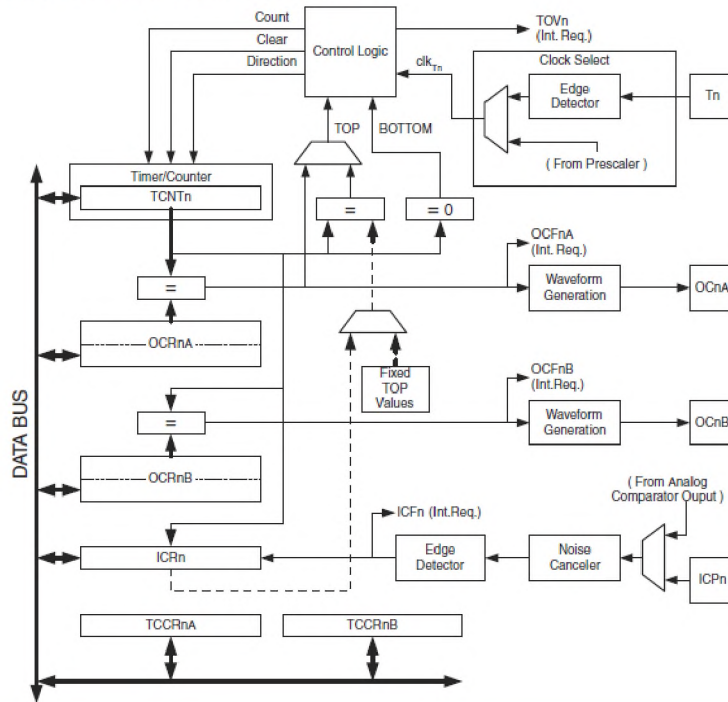 Count
Clear
Direction
Control Logic
TOVn
(Int. Req.)
clkTn
Clock Select
Edge
Detector
Tn
( From Prescaler )
TOP
BOTTOM
Timer/Counter
TCNTn
=
= 0
OCFnA
(Int. Req.)
=
Waveform
Generation
OCnA
OCRnA
Fixed
TOP
Values
OCFnB
(Int.Req.)
=
Waveform
Generation
OCnB
DATA BUS
OCRnB
( From Analog
Comparator Ouput )
ICFn (Int.Req.)
ICRn
Edge
Detector
Noise
Canceler
ICPn
TCCRnA
TCCRnB